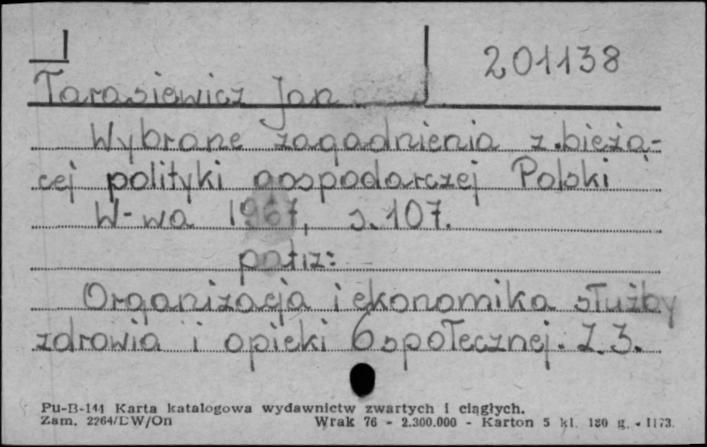 201138
Tarasiewicz Jan
Wybrane zagadnienia z bieżą-
cej polityki gospodarczej Polski
W-wa 1967, s.107.
patrz:
Organizacja i ekonomika służby
zdrowia i opieki społecznej. Z.3.
Pu-B-141 Karta katalogowa wydawnictw zwartych i ciągłych.
Zam. 2264/DW/On Wrak 76 - 2.300.000 - Karton 5 kl. 180 g. - 1173.